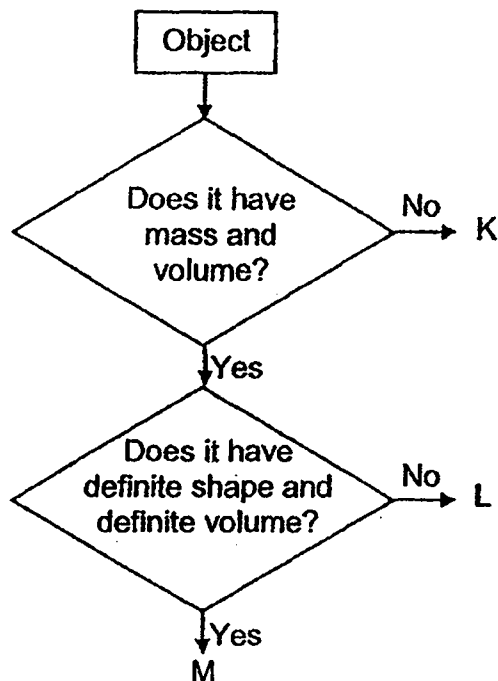 Object
Does it have
mass and
volume?
No
K
Yes
Does it have
definite shape and
definite volume?
No
L
Yes
M